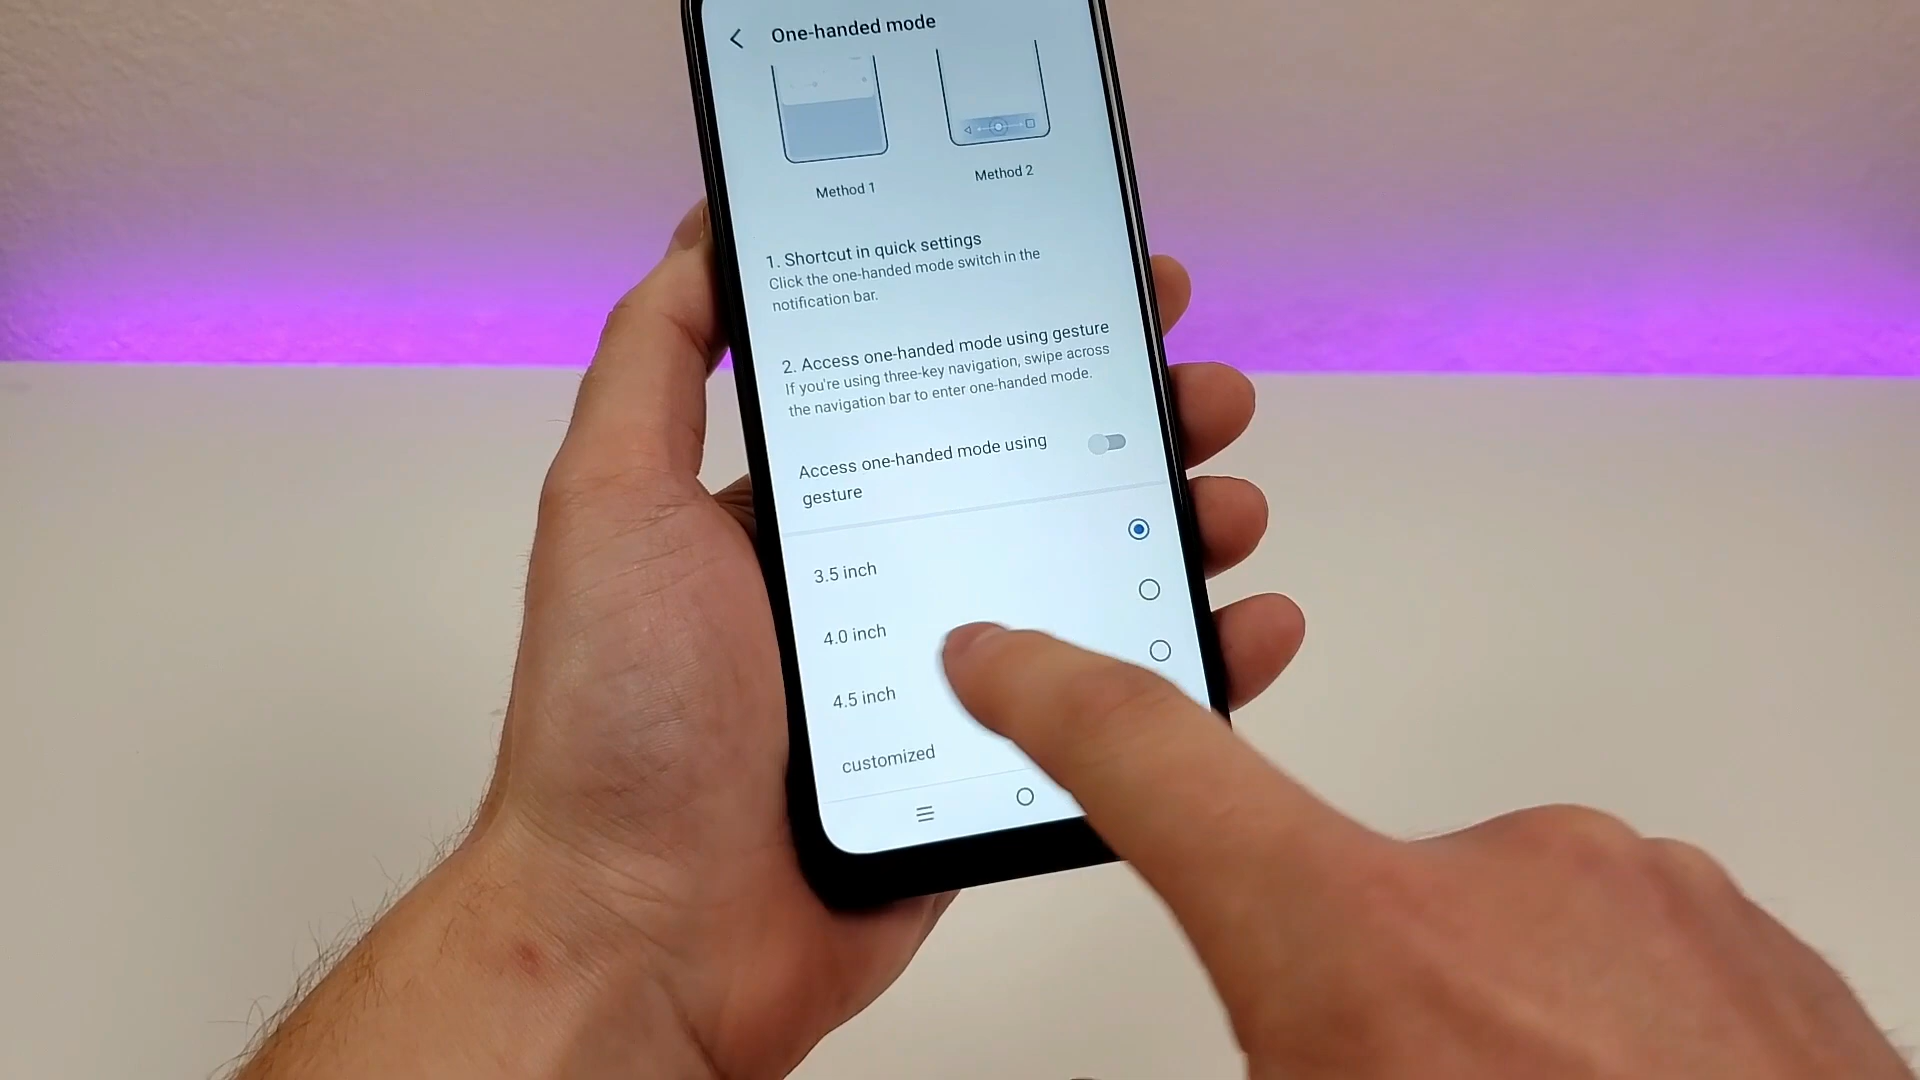 One-handed mode
Method 1
Method 2
1. Shortcut in quick settings
Click the one-handed mode switch in the
notification bar.
2. Access one-handed mode using gesture
If you're using three-key navigation, swipe across
the navigation bar to enter one-handed mode.
Access one-handed mode using
gesture
3.5 inch
4.0 inch
4.5 inch
customized